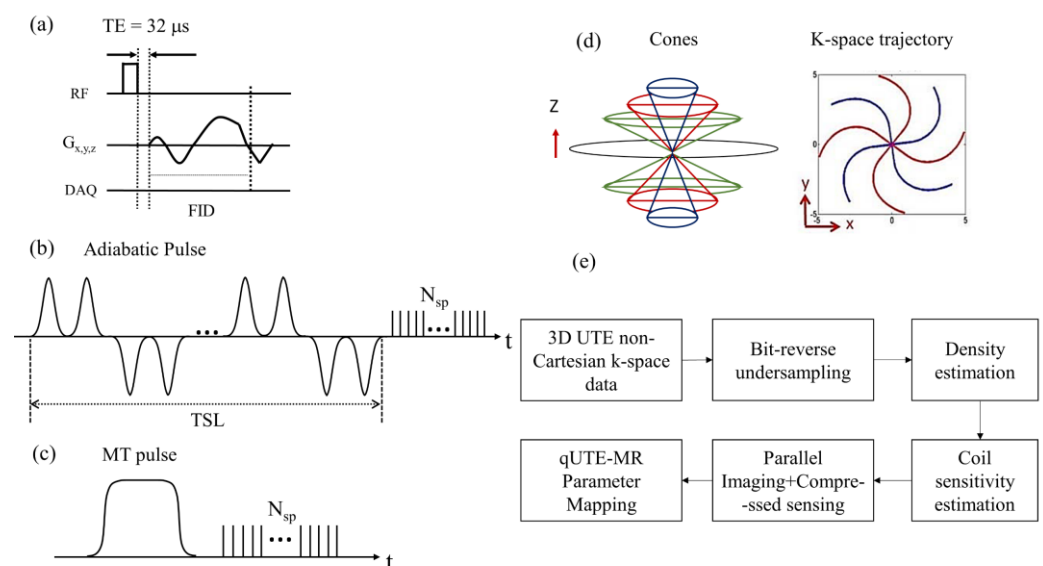 (a)
TE = 32 μs
RF
Gx,y,z
DAQ
FID
(b) Adiabatic Pulse
Nsp
t
TSL
(c) MT pulse
Nsp
t
(d)
Cones
Z
K-space trajectory
5
0
-5
0
5
y
x
(e)
3D UTE non-
Cartesian k-space
data
Bit-reverse
undersampling
Density
estimation
Coil
sensitivity
estimation
Parallel
Imaging+Compre-
-ssed sensing
qUTE-MR
Parameter
Mapping